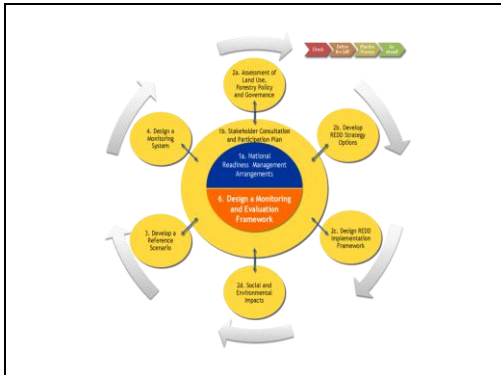 2a. Assessment of
Land Use,
Forestry Policy
and Governance
1b. Stakeholder Consultation
and Participation Plan
1a. National
Readiness Management
Arrangements
6. Design a Monitoring
and Evaluation
Framework
2b. Develop
REDD Strategy
Options
2c. Design REDD
Implementation
Framework
2d. Social and
Environmental
Impacts
3. Develop a
Reference
Scenario
4. Design a
Monitoring
System